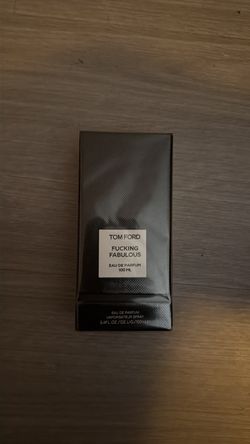 TOM FORD
FUCKING
FABULOUS
EAU DE PARFUM
100 ML
EAU DE PARFUM
VAPORISATEUR SPRAY